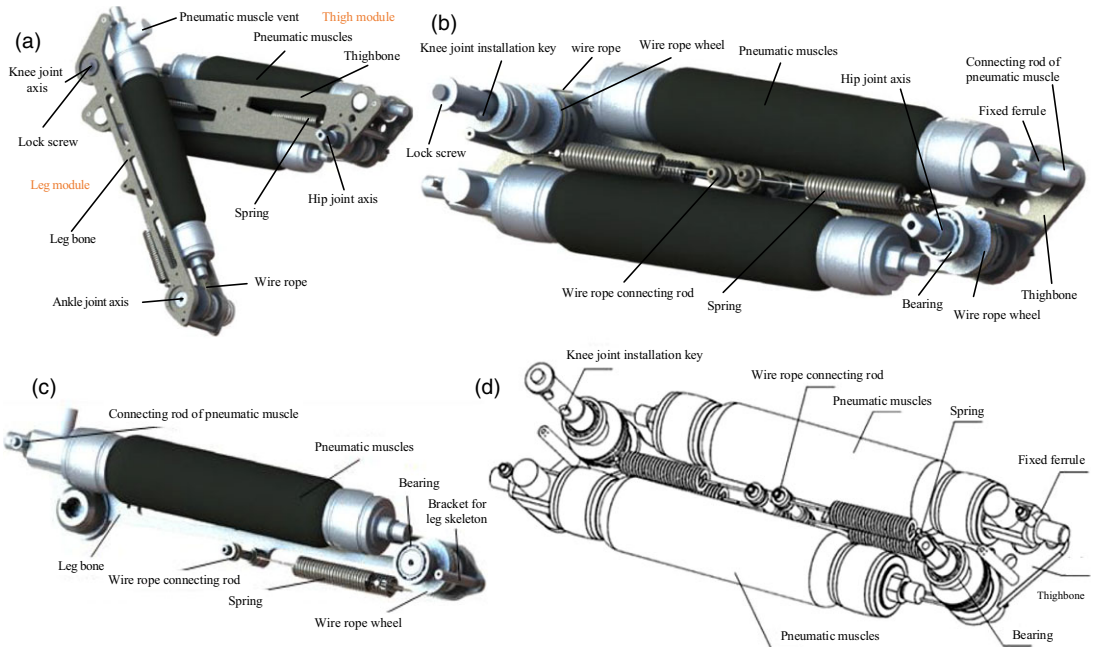 (a)
Pneumatic muscle vent
Thigh module
Pneumatic muscles
Thighbone
Knee joint
axis
Lock screw
Leg module
Spring
Hip joint axis
Leg bone
Wire rope
Ankle joint axis
(b)
Knee joint installation key
wire rope
Wire rope wheel
Pneumatic muscles
Connecting rod
of pneumatic
muscle
Hip joint
axis
Fixed ferrule
Lock screw
Wire rope connecting rod
Spring
Bearing
Wire rope wheel
Thighbone
(c)
Connecting rod of pneumatic muscle
Pneumatic muscles
Bearing
Bracket for
leg skeleton
Leg bone
Wire rope connecting rod
Spring
Wire rope wheel
(d)
Knee joint installation key
Wire rope connecting rod
Pneumatic muscles
Spring
Fixed ferrule
Thighbone
Bearing
Pneumatic muscles